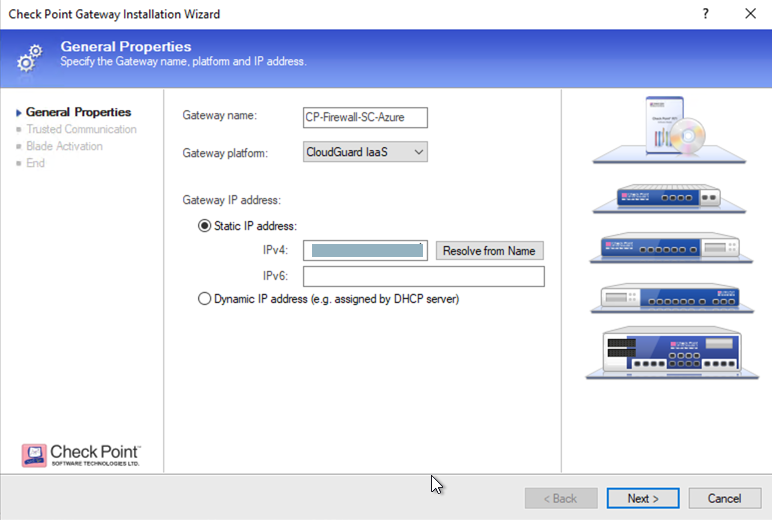 Check Point Gateway Installation Wizard
?
General Properties
Specify the Gateway name, platform and IP address.
General Properties
Trusted Communication
Blade Activation
End
Gateway name:
CP-Firewall-SC-Azure
Gateway platform:
CloudGuard IaaS
Gateway IP address:
Static IP address:
IPv4:
Resolve from Name
IPv6:
Dynamic IP address (e.g. assigned by DHCP server)
Check Point™
SOFTWARE TECHNOLOGIES LTD.
< Back
Next >
Cancel